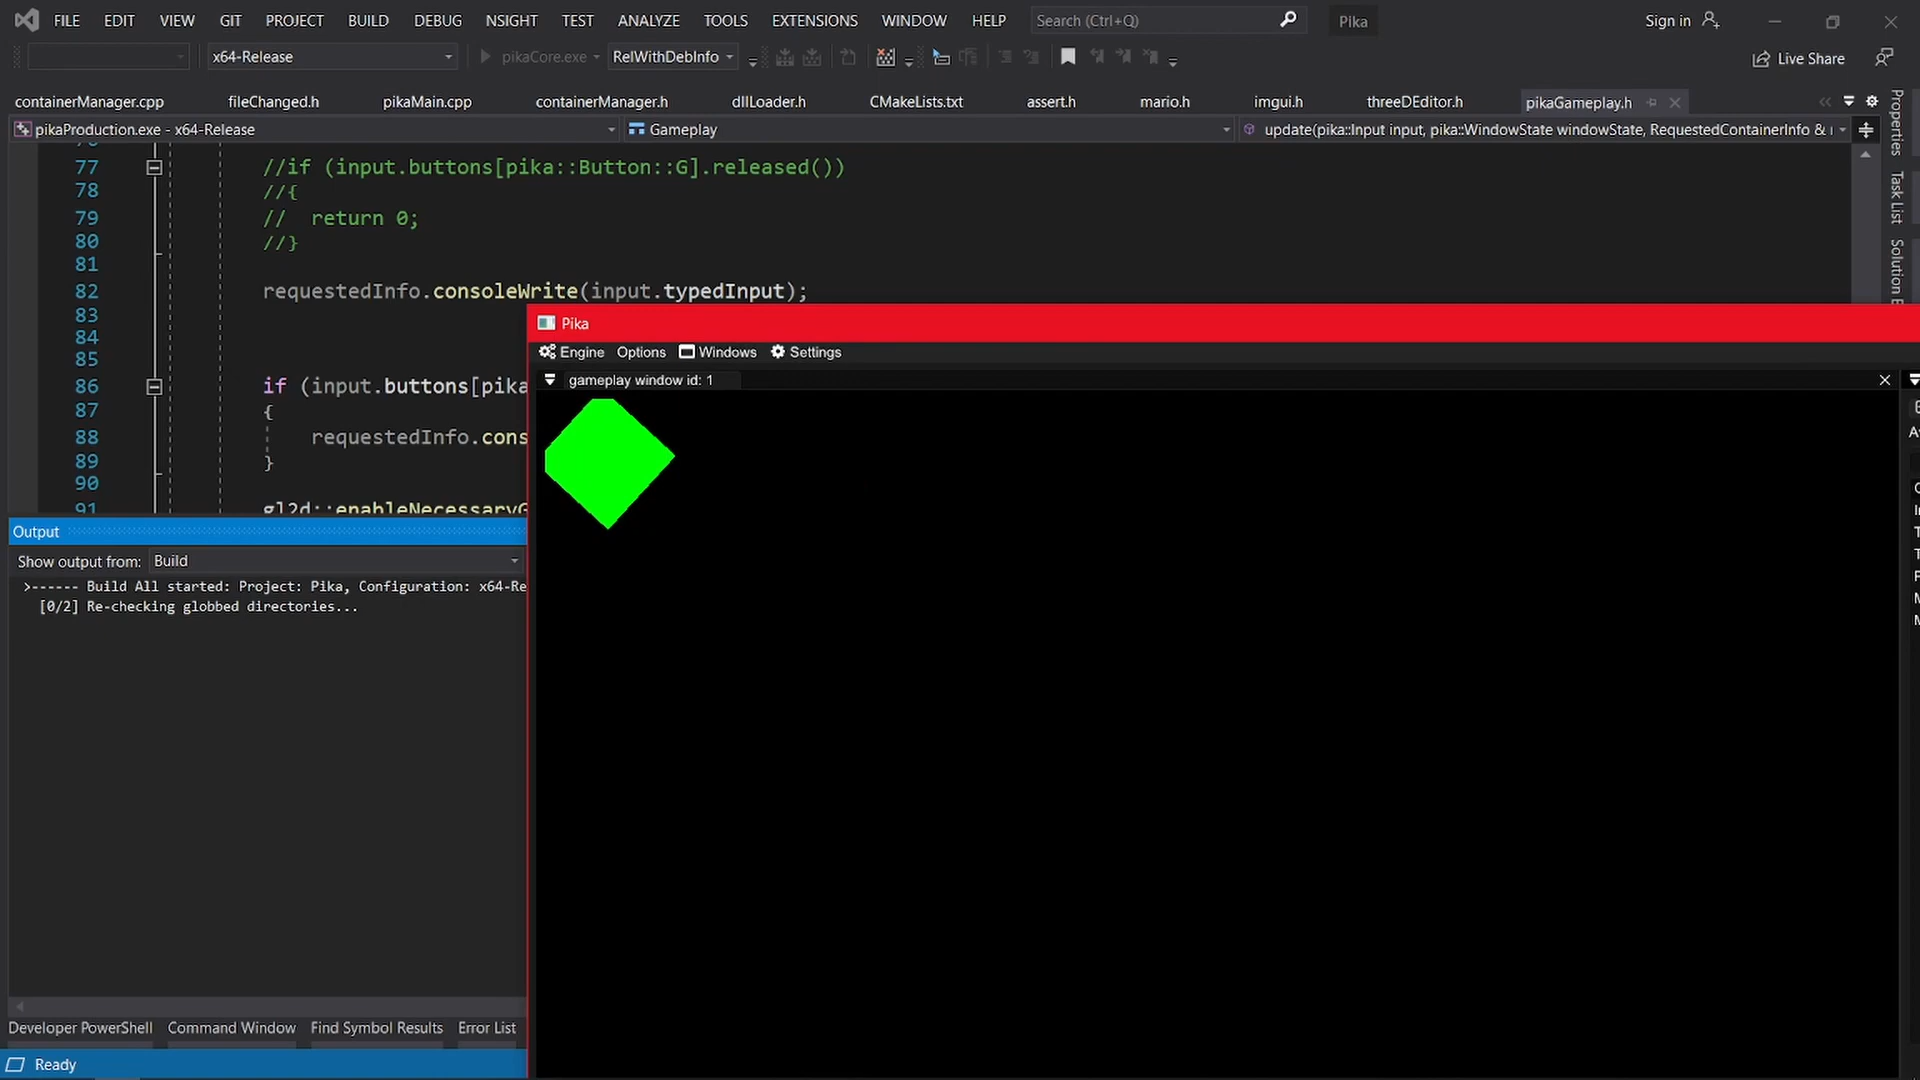 FILE EDIT VIEW GIT PROJECT BUILD DEBUG NSIGHT TEST ANALYZE TOOLS EXTENSIONS WINDOW HELP Search (Ctrl+Q) Pika Sign in
x64-Release pikaCore.exe RelWithDebInfo Live Share
containerManager.cpp fileChanged.h pikaMain.cpp containerManager.h dllLoader.h CMakeLists.txt assert.h mario.h imgui.h threeDEditor.h pikaGameplay.h
pikaProduction.exe - x64-Release Gameplay update(pika::Input input, pika::WindowState windowState, RequestedContainerInfo &
Properties
Task List
Solution E
77 //if (input.buttons[pika::Button::G].released())
78 //{
79 // return 0;
80 //}
81
82 requestedInfo.consoleWrite(input.typedInput);
83
84
85
86 if (input.buttons[pika
87 {
88 requestedInfo.cons
89 }
90
91 gl2d::enableNecessaryG
Pika
Engine Options Windows Settings
gameplay window id: 1
Output
Show output from: Build
>------ Build All started: Project: Pika, Configuration: x64-Re
[0/2] Re-checking globbed directories...
Developer PowerShell Command Window Find Symbol Results Error List
Ready